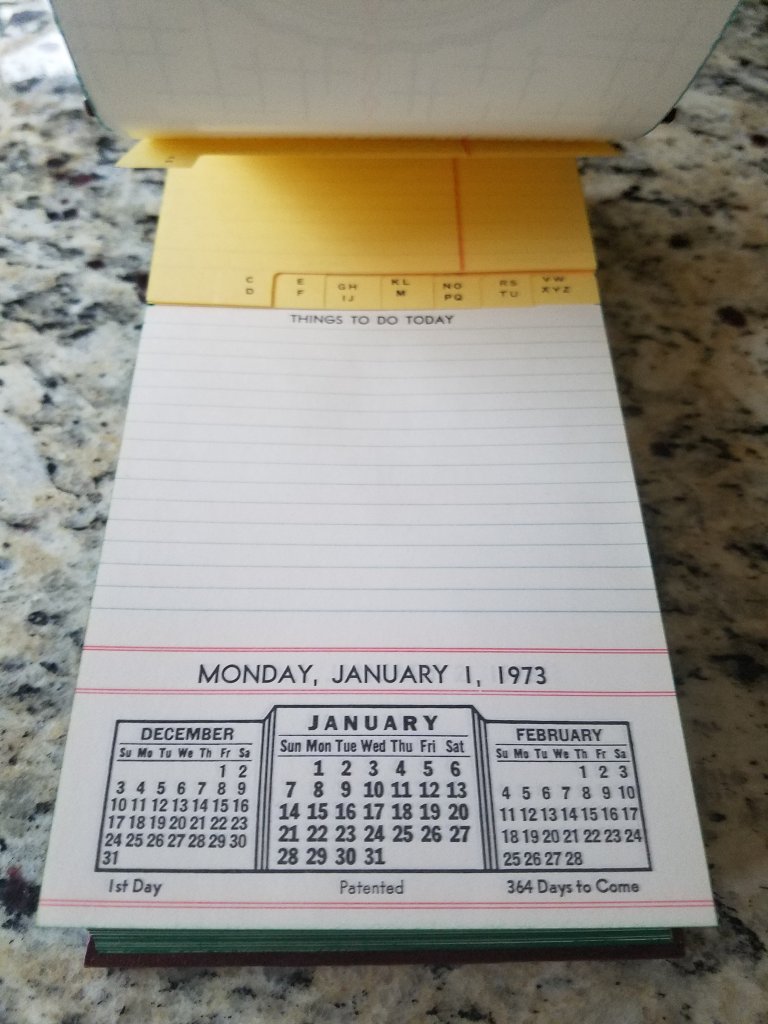 C E GH KL NO RS VW
D F IJ M PQ TU XYZ
THINGS TO DO TODAY
MONDAY, JANUARY 1, 1973
DECEMBER
Su Mo Tu We Th Fr Sa
1 2
3 4 5 6 7 8 9
10 11 12 13 14 15 16
17 18 19 20 21 22 23
24 25 26 27 28 29 30
31
JANUARY
Sun Mon Tue Wed Thu Fri Sat
1 2 3 4 5 6
7 8 9 10 11 12 13
14 15 16 17 18 19 20
21 22 23 24 25 26 27
28 29 30 31
FEBRUARY
Su Mo Tu We Th Fr Sa
1 2 3
4 5 6 7 8 9 10
11 12 13 14 15 16 17
18 19 20 21 22 23 24
25 26 27 28
1st Day
Patented
364 Days to Come